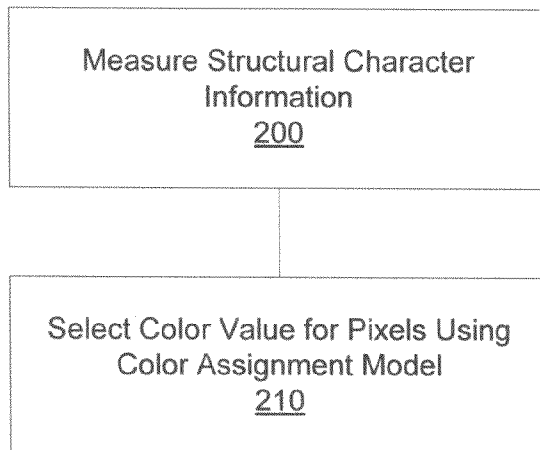 Measure Structural Character
Information
200
Select Color Value for Pixels Using
Color Assignment Model
210